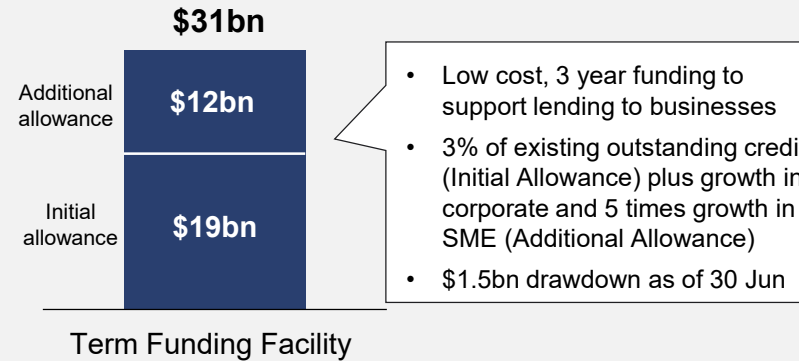 $31bn
Additional
allowance
$12bn
Initial
allowance
$19bn
Term Funding Facility
• Low cost, 3 year funding to
support lending to businesses
• 3% of existing outstanding credi
(Initial Allowance) plus growth in
corporate and 5 times growth in
SME (Additional Allowance)
• $1.5bn drawdown as of 30 Jun